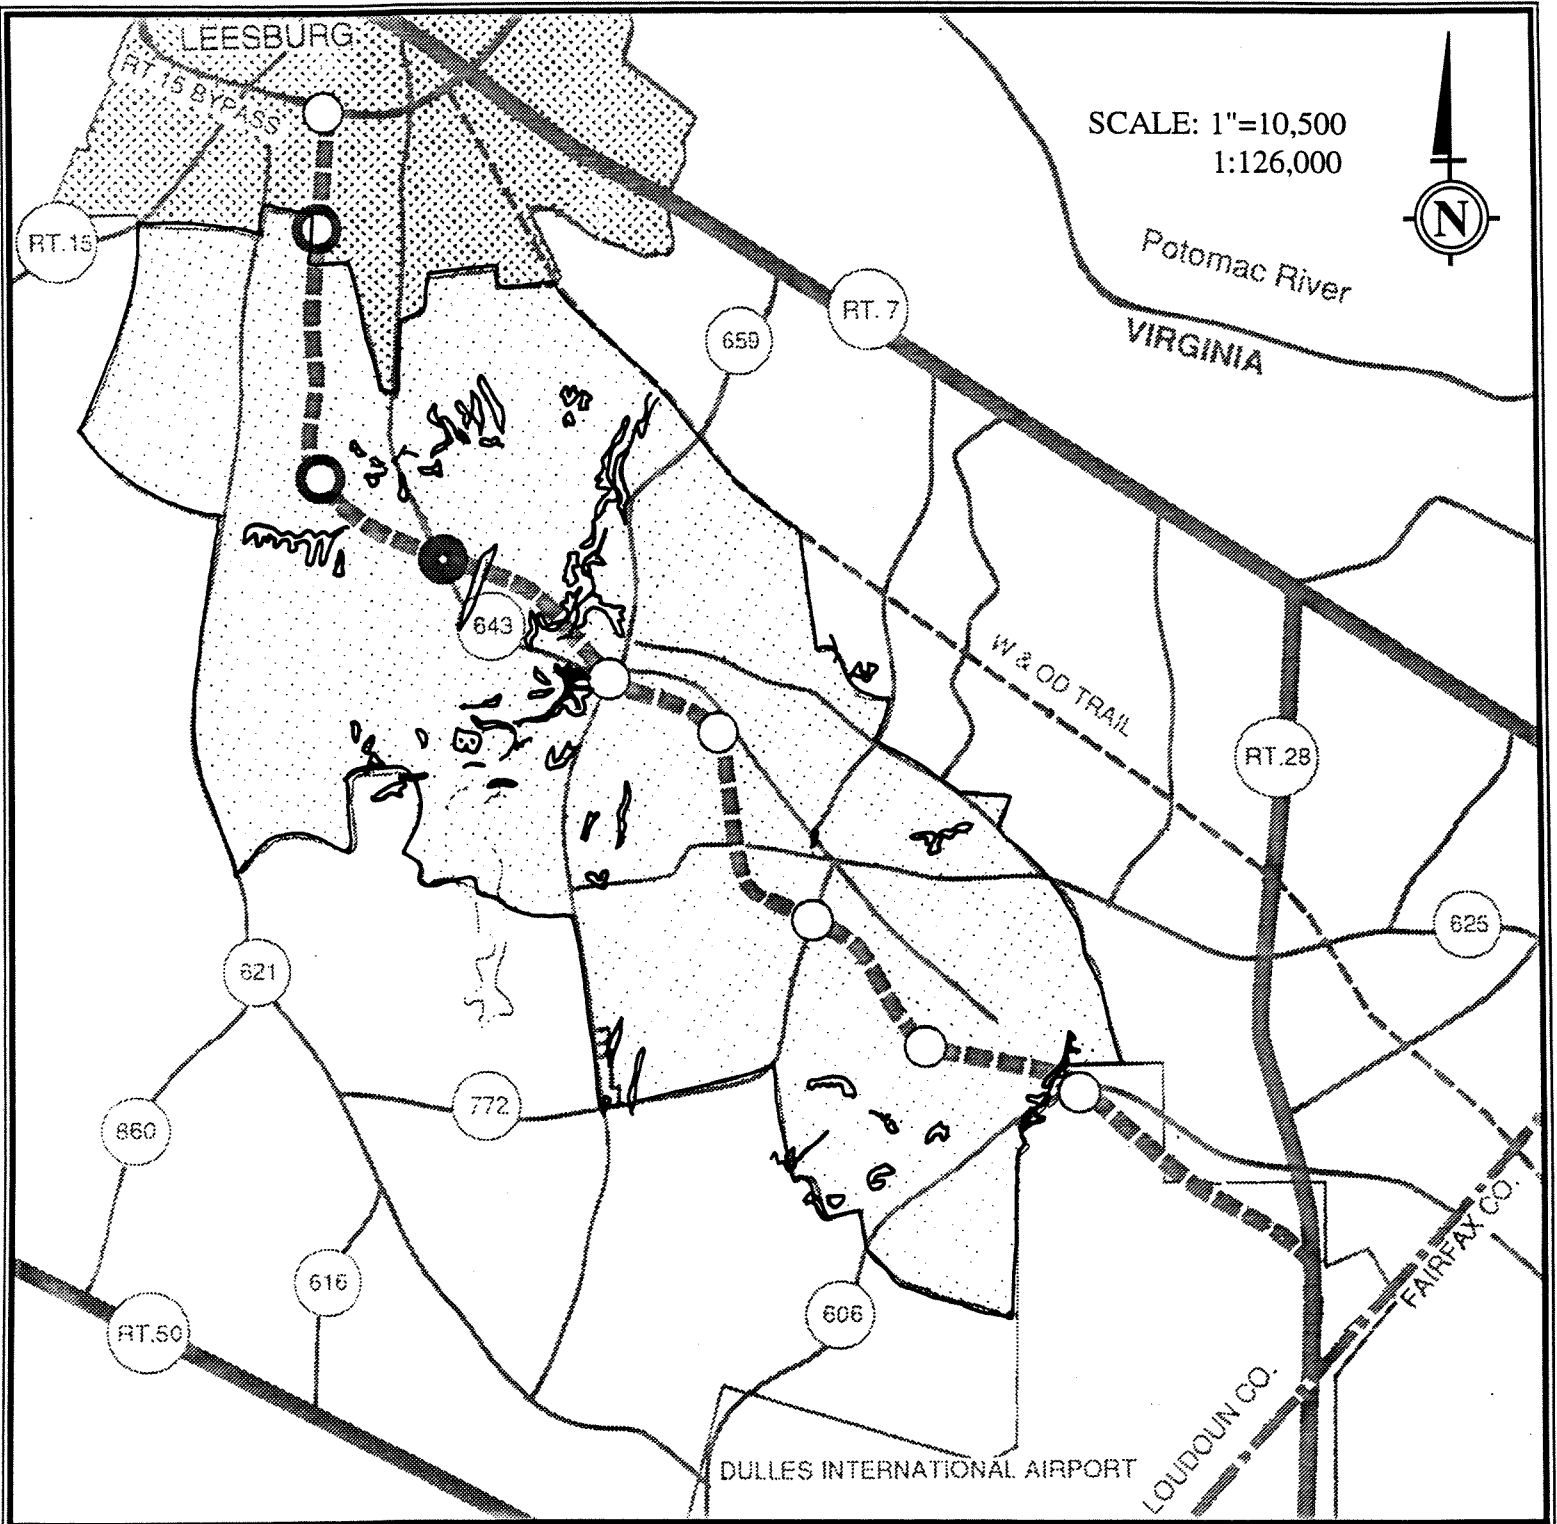 LEESBURG
RT.15 BYPASS
SCALE: 1"=10,500
1:126,000
N
RT.15
Potomac River
RT. 7
VIRGINIA
659
643
W & OD TRAIL
RT.28
625
621
772
860
616
606
RT.50
FAIRFAX CO.
LOUDOUN CO.
DULLES INTERNATIONAL AIRPORT